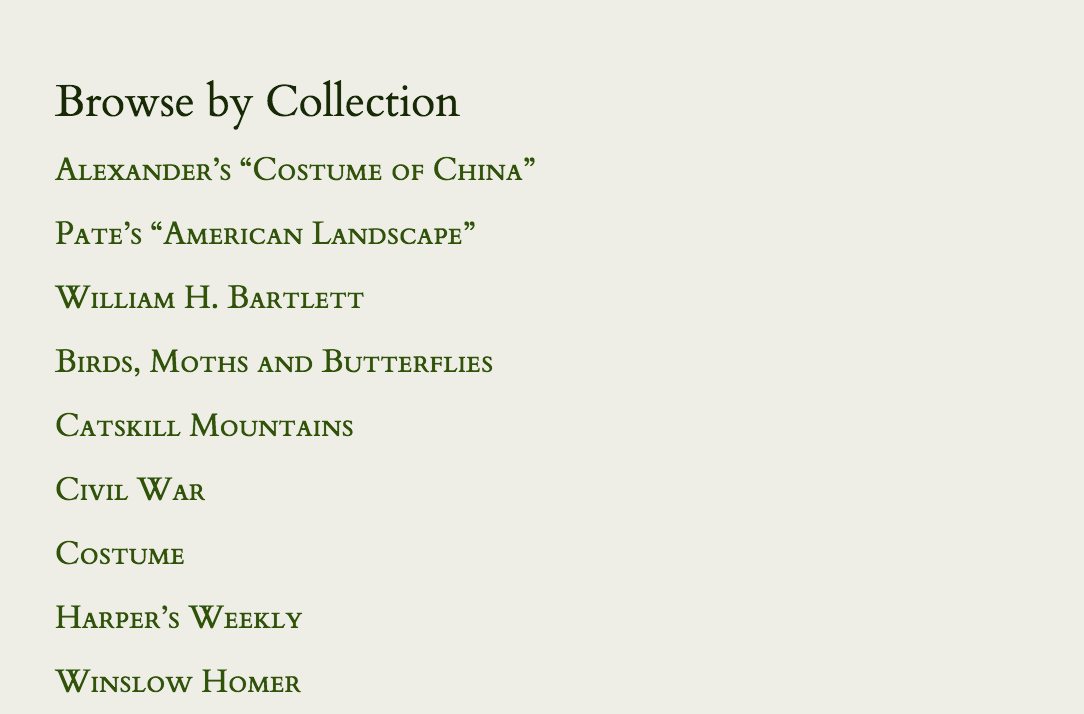 Browse by Collection
Alexander’s “Costume of China”
Pate’s “American Landscape”
William H. Bartlett
Birds, Moths and Butterflies
Catskill Mountains
Civil War
Costume
Harper’s Weekly
Winslow Homer